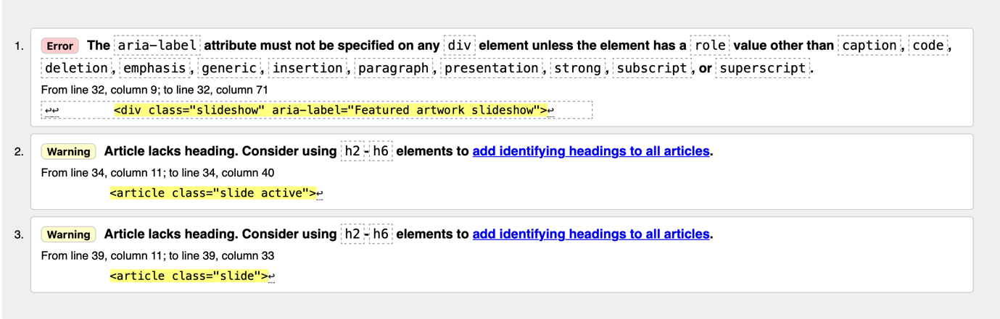 1. Error The aria-label attribute must not be specified on any div element unless the element has a role value other than caption, code,
deletion, emphasis, generic, insertion, paragraph, presentation, strong, subscript, or superscript.
From line 32, column 9; to line 32, column 71
↩↩ <div class="slideshow" aria-label="Featured artwork slideshow">↩
2. Warning Article lacks heading. Consider using h2-h6 elements to add identifying headings to all articles.
From line 34, column 11; to line 34, column 40
<article class="slide active">↩
3. Warning Article lacks heading. Consider using h2-h6 elements to add identifying headings to all articles.
From line 39, column 11; to line 39, column 33
<article class="slide">↩